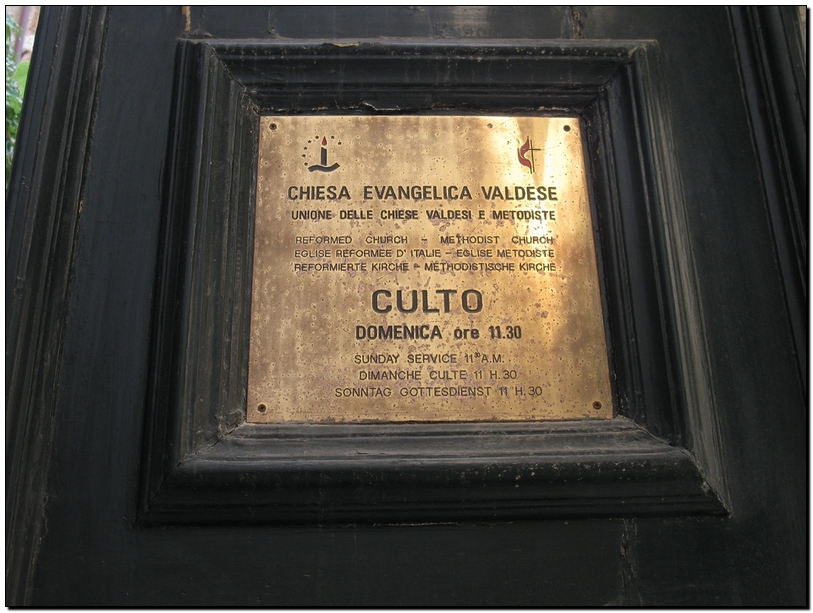 CHIESA EVANGELICA VALDESE
UNIONE DELLE CHIESE VALDESI E METODISTE
REFORMED CHURCH – METHODIST CHURCH
EGLISE REFORMEE D'ITALIE – EGLISE METODISTE
REFORMIERTE KIRCHE – METHODISTISCHE KIRCHE
CULTO
DOMENICA ore 11.30
SUNDAY SERVICE 11³⁰ A.M.
DIMANCHE CULTE 11 H.30
SONNTAG GOTTESDIENST 11 H.30